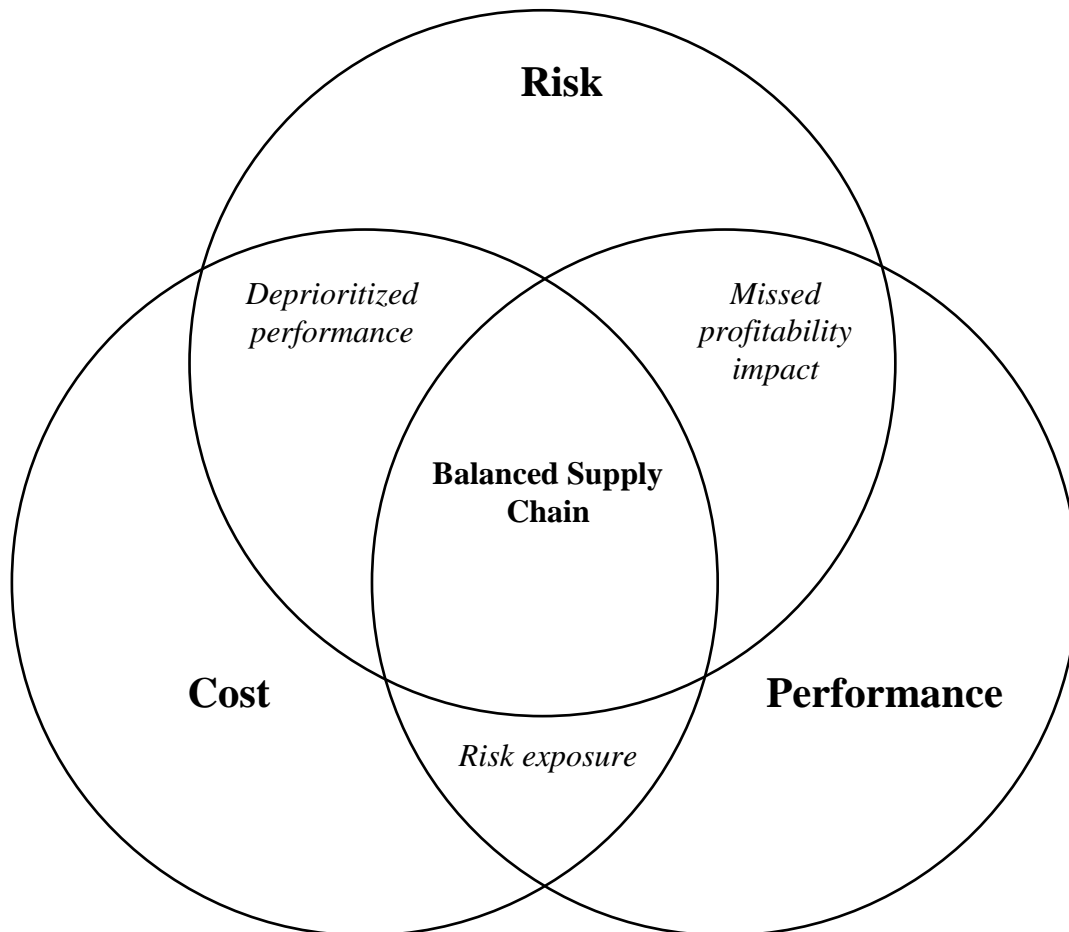 Risk
Deprioritized
performance
Missed
profitability
impact
Balanced Supply
Chain
Cost
Performance
Risk exposure